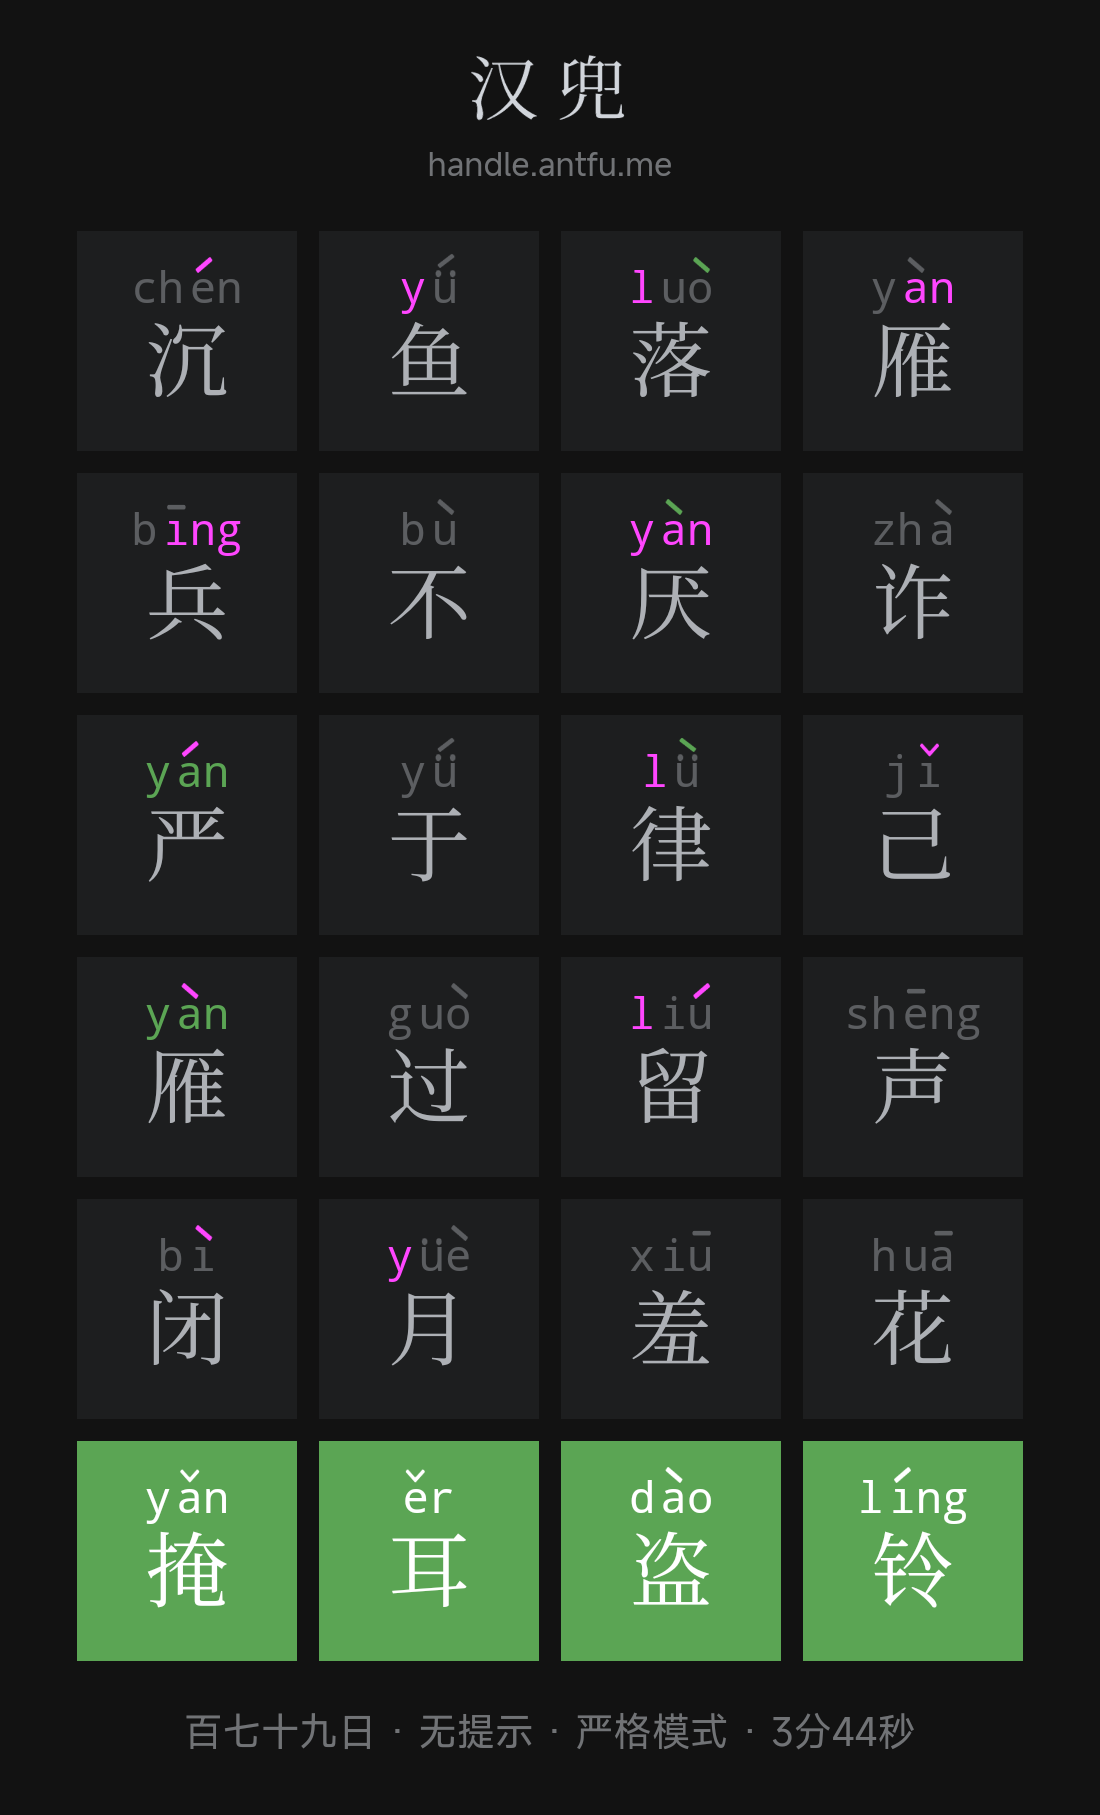 汉兜
handle.antfu.me
chén yǘ luò yàn
沉 鱼 落 雁
bīng bù yàn zhà
兵 不 厌 诈
yán yǘ lǜ jǐ
严 于 律 己
yàn guò liú shēng
雁 过 留 声
bì yüè xiū huā
闭 月 羞 花
yǎn ěr dào líng
掩 耳 盗 铃
百七十九日 · 无提示 · 严格模式 · 3分44秒